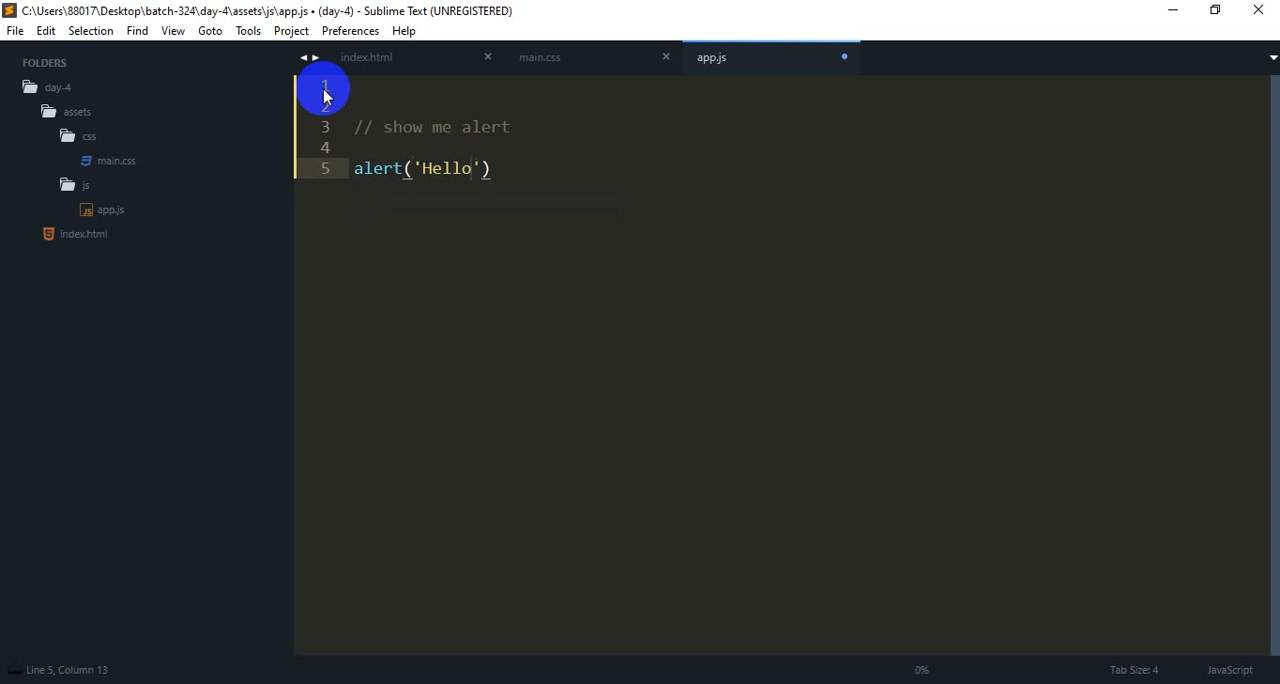 C:\Users\88017\Desktop\batch-324\day-4\assets\js\app.js • (day-4) - Sublime Text (UNREGISTERED)
File Edit Selection Find View Goto Tools Project Preferences Help
FOLDERS
day-4
assets
css
main.css
js
app.js
index.html
index.html main.css app.js
1
2
3 // show me alert
4
5 alert('Hello')
Line 5, Column 13 0% Tab Size: 4 JavaScript